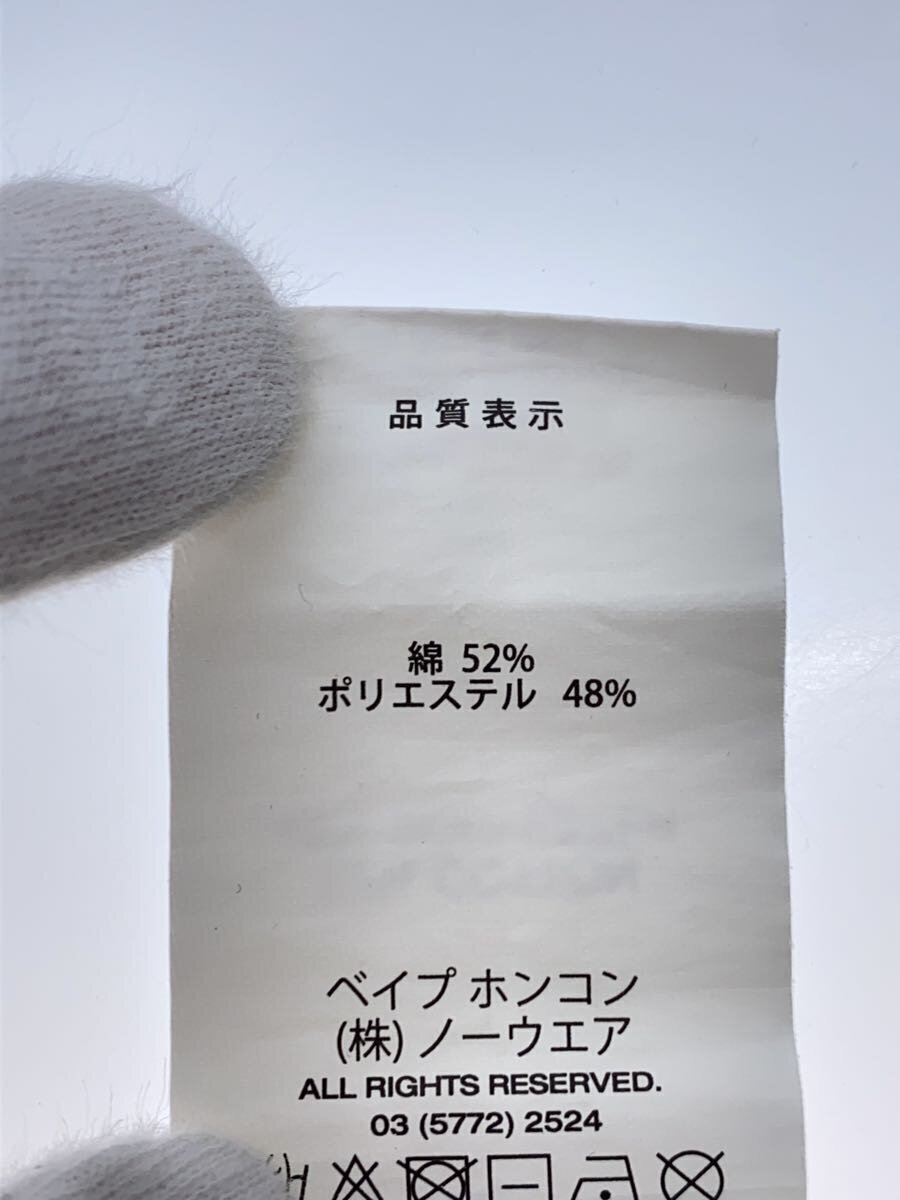 品質表示
綿 52%
ポリエステル 48%
ベイプ ホンコン
(株) ノーウエア
ALL RIGHTS RESERVED.
03 (5772) 2524